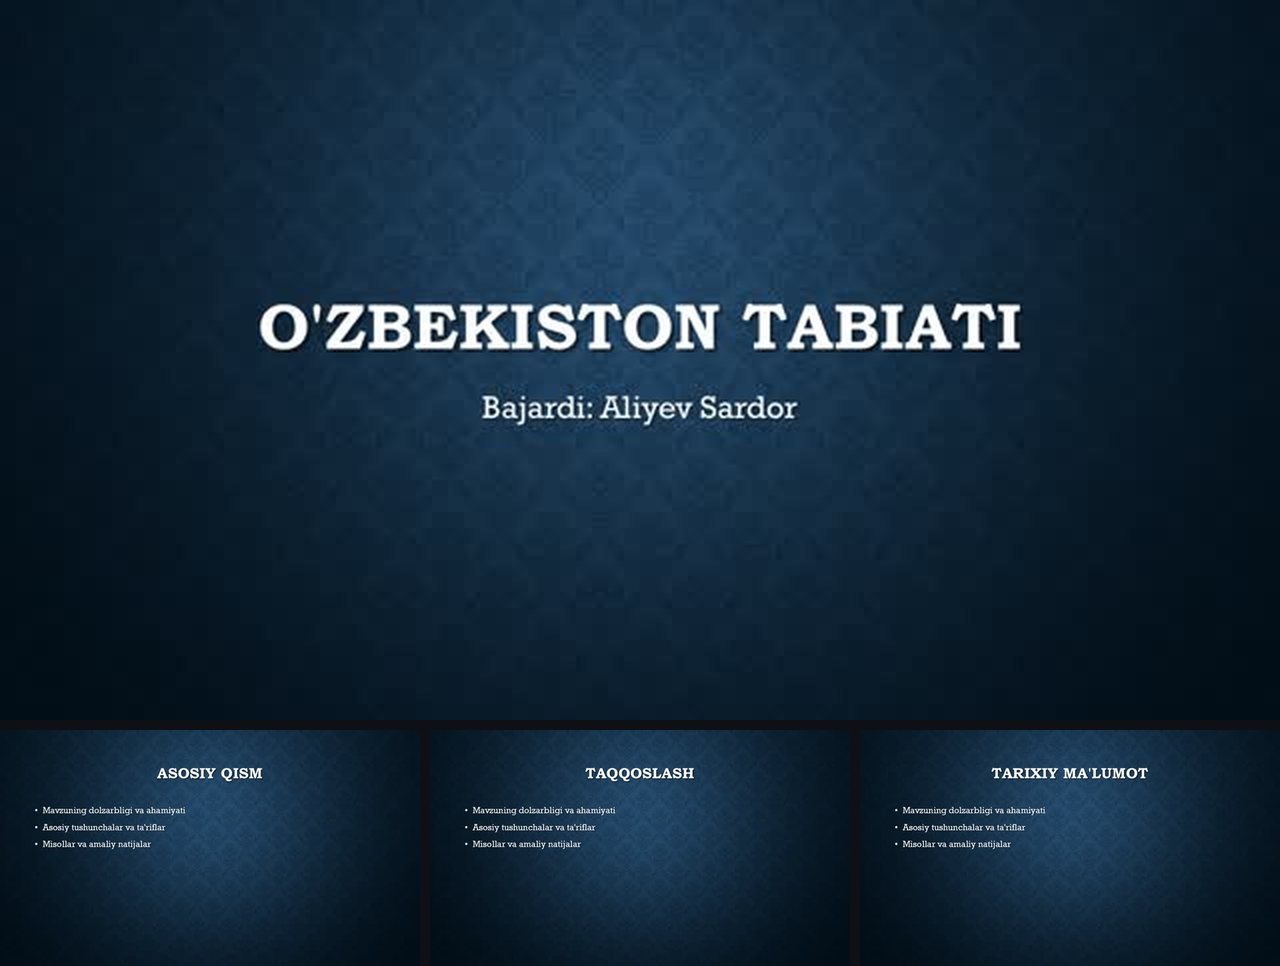 O'ZBEKISTON TABIATI
Bajardi: Aliyev Sardor
ASOSIY QISM
• Mavzuning dolzarbligi va ahamiyati
• Asosiy tushunchalar va ta'riflar
• Misollar va amaliy natijalar
TAQQOSLASH
• Mavzuning dolzarbligi va ahamiyati
• Asosiy tushunchalar va ta'riflar
• Misollar va amaliy natijalar
TARIXIY MA'LUMOT
• Mavzuning dolzarbligi va ahamiyati
• Asosiy tushunchalar va ta'riflar
• Misollar va amaliy natijalar